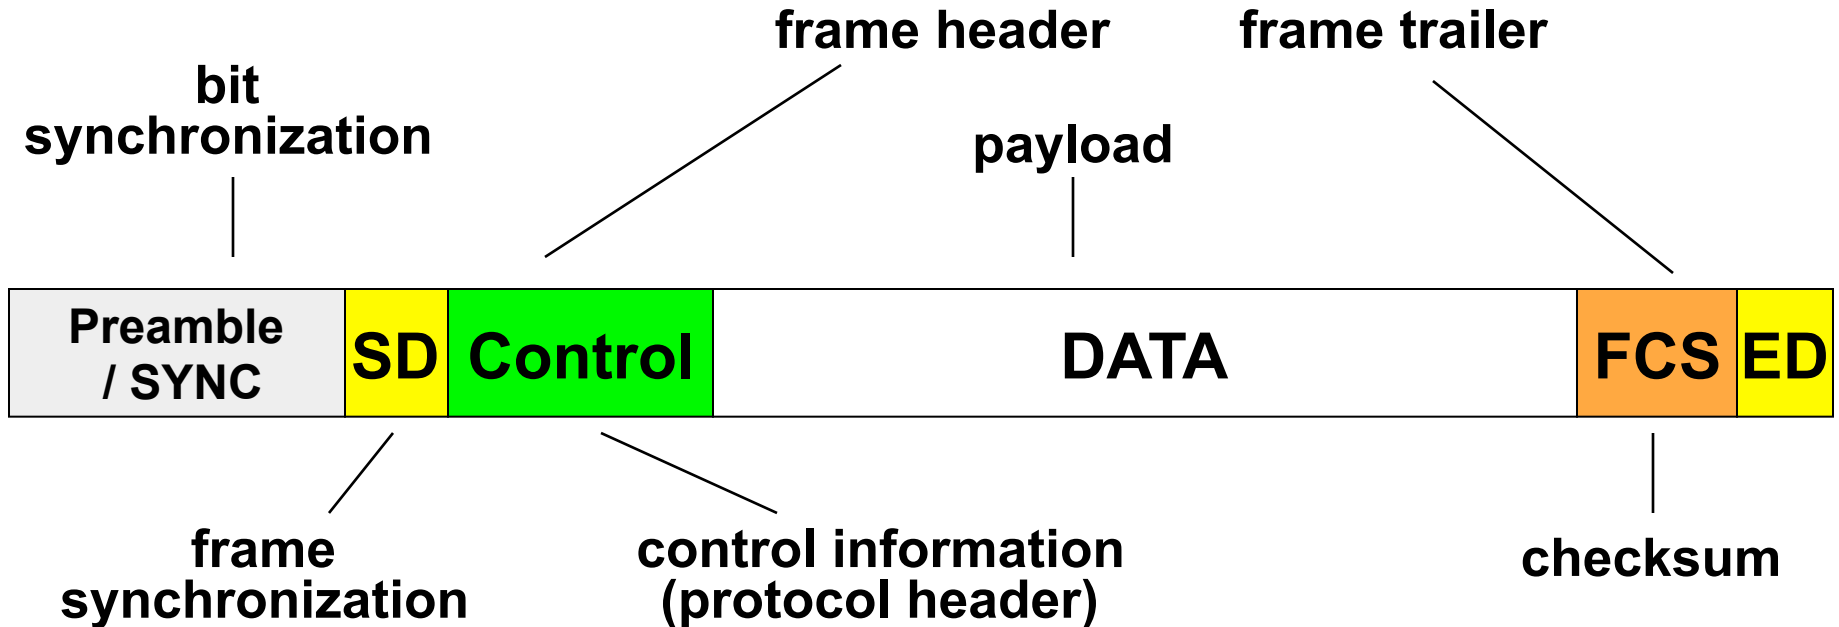 frame header
frame trailer
bit
synchronization
payload
Preamble
/ SYNC
SD
Control
DATA
FCS
ED
frame
synchronization
control information
(protocol header)
checksum